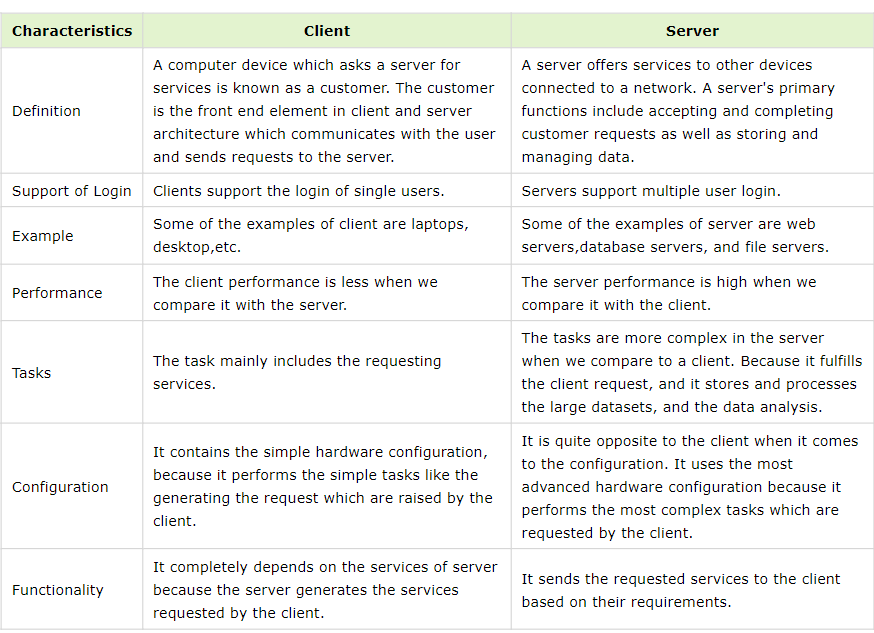 Characteristics Client Server
Definition
A computer device which asks a server for
services is known as a customer. The customer
is the front end element in client and server
architecture which communicates with the user
and sends requests to the server.
A server offers services to other devices
connected to a network. A server's primary
functions include accepting and completing
customer requests as well as storing and
managing data.
Support of Login
Clients support the login of single users.
Servers support multiple user login.
Example
Some of the examples of client are laptops,
desktop,etc.
Some of the examples of server are web
servers,database servers, and file servers.
Performance
The client performance is less when we
compare it with the server.
The server performance is high when we
compare it with the client.
Tasks
The task mainly includes the requesting
services.
The tasks are more complex in the server
when we compare to a client. Because it fulfills
the client request, and it stores and processes
the large datasets, and the data analysis.
Configuration
It contains the simple hardware configuration,
because it performs the simple tasks like the
generating the request which are raised by the
client.
It is quite opposite to the client when it comes
to the configuration. It uses the most
advanced hardware configuration because it
performs the most complex tasks which are
requested by the client.
Functionality
It completely depends on the services of server
because the server generates the services
requested by the client.
It sends the requested services to the client
based on their requirements.